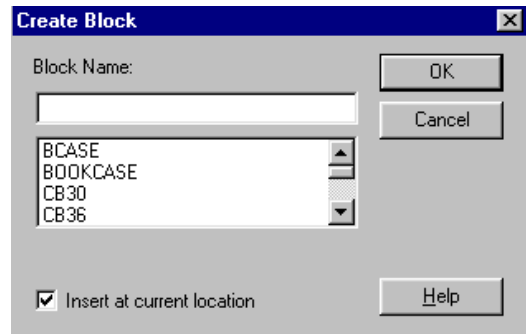 Create Block
Block Name:
OK
Cancel
BCASE
BOOKCASE
CB30
CB36
Insert at current location
Help